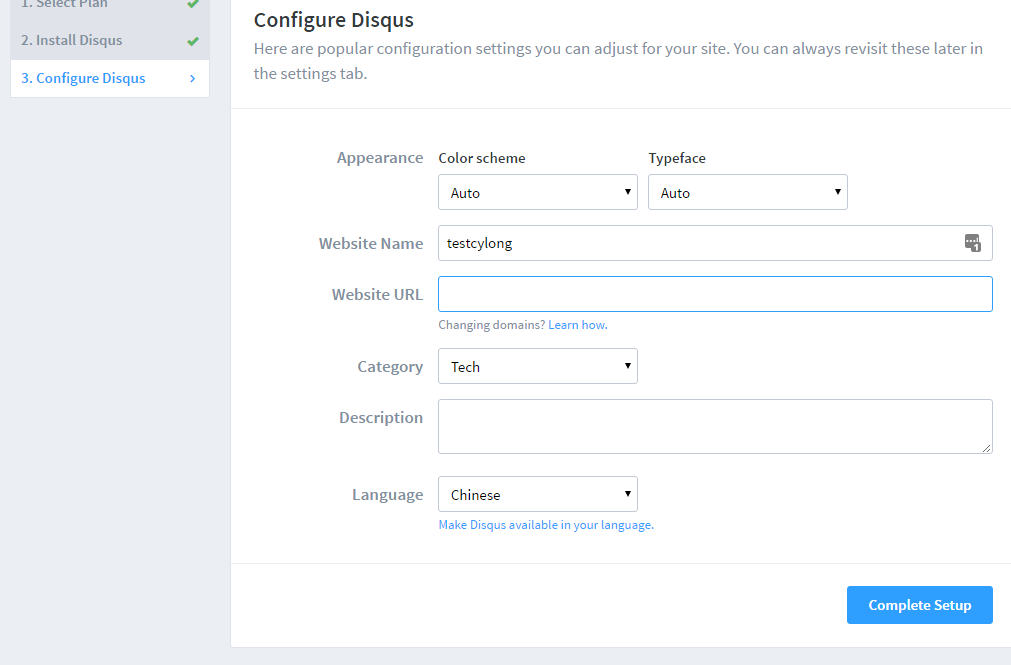 1. Select Plan
2. Install Disqus
3. Configure Disqus
Configure Disqus
Here are popular configuration settings you can adjust for your site. You can always revisit these later in
the settings tab.
Appearance
Color scheme
Typeface
Auto
Auto
Website Name
testcylong
1
Website URL
Changing domains? Learn how.
Category
Tech
Description
Language
Chinese
Make Disqus available in your language.
Complete Setup